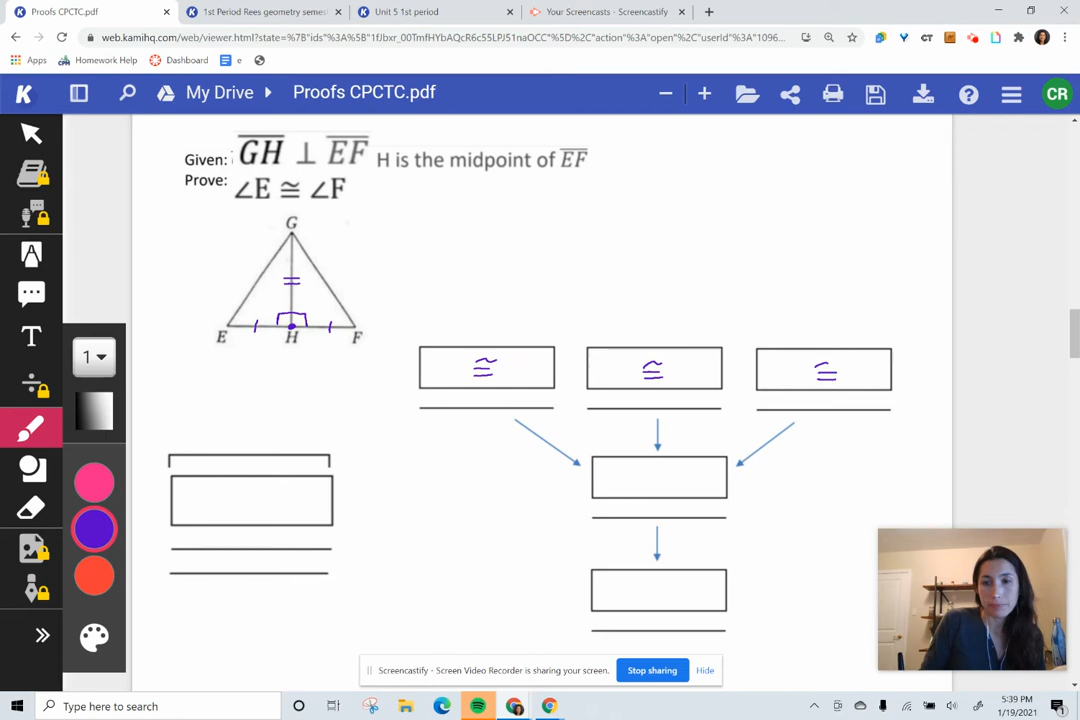 Proofs CPCTC.pdf
1st Period Rees geometry semes
Unit 5 1st period
Your Screencasts - Screencastify
web.kamihq.com/web/viewer.html?state=%7B"ids"%3A%5B"1fJbxr_00TmfHYbAQcR6c55LPJ51naOCC"%5D%2C"action"%3A"open"%2C"userId"%3A"1096...
Apps
Homework Help
Dashboard
e
K
My Drive
Proofs CPCTC.pdf
CR
Given: GH ⊥ EF H is the midpoint of EF
Prove: ∠E ≅ ∠F
G
E H F
≅ ≅ ≅
T
1
Screencastify - Screen Video Recorder is sharing your screen.
Stop sharing
Hide
Type here to search
5:39 PM
1/19/2021